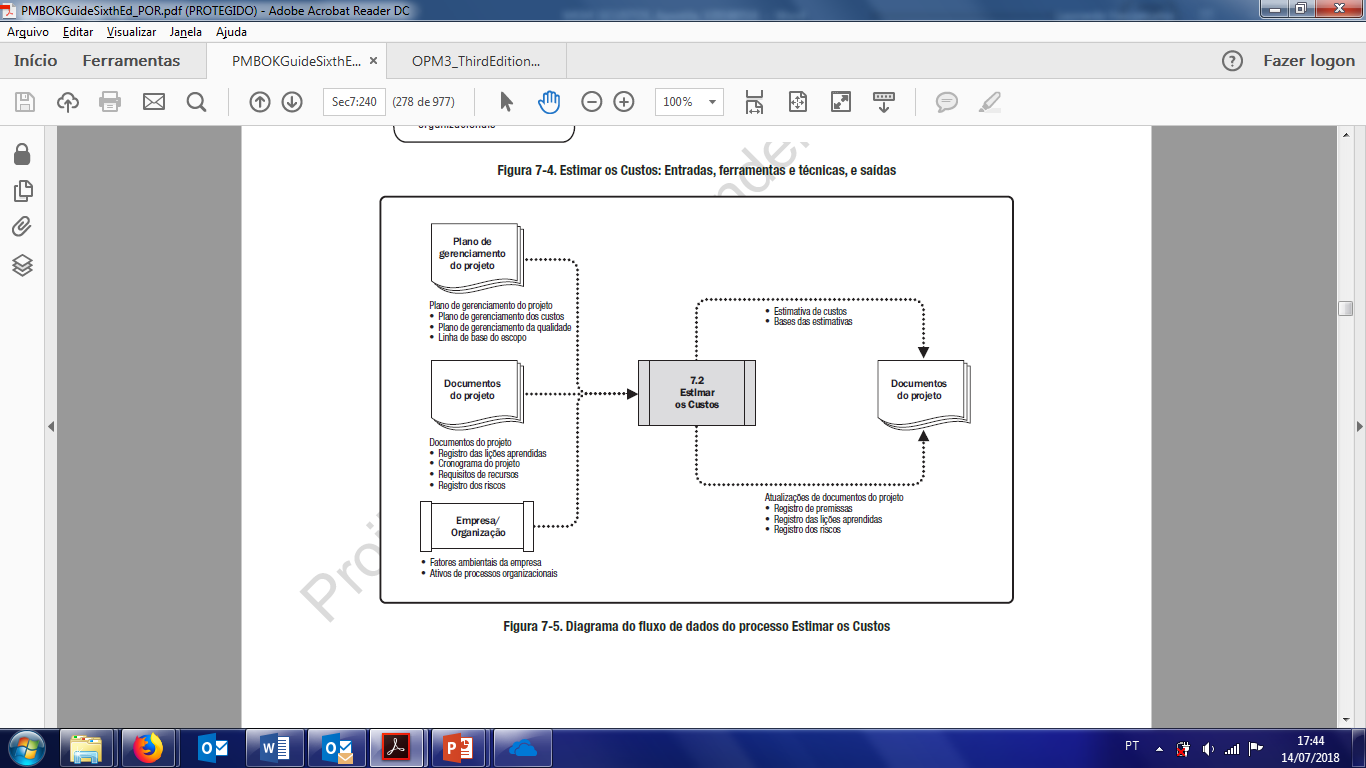 PMBOKGuideSixthEd_POR.pdf (PROTEGIDO) - Adobe Acrobat Reader DC
Arquivo Editar Visualizar Janela Ajuda
Início Ferramentas PMBOKGuideSixthE... × OPM3_ThirdEdition... ? Fazer logon
Sec7:240 (278 de 977) 100%
Figura 7-4. Estimar os Custos: Entradas, ferramentas e técnicas, e saídas
Plano de
gerenciamento
do projeto
Plano de gerenciamento do projeto
• Plano de gerenciamento dos custos
• Plano de gerenciamento da qualidade
• Linha de base do escopo
Documentos
do projeto
Documentos do projeto
• Registro das lições aprendidas
• Cronograma do projeto
• Requisitos de recursos
• Registro dos riscos
Empresa/
Organização
• Fatores ambientais da empresa
• Ativos de processos organizacionais
7.2
Estimar
os Custos
• Estimativa de custos
• Bases das estimativas
Documentos
do projeto
Atualizações de documentos do projeto
• Registro de premissas
• Registro das lições aprendidas
• Registro dos riscos
Figura 7-5. Diagrama do fluxo de dados do processo Estimar os Custos
PT 17:44
14/07/2018